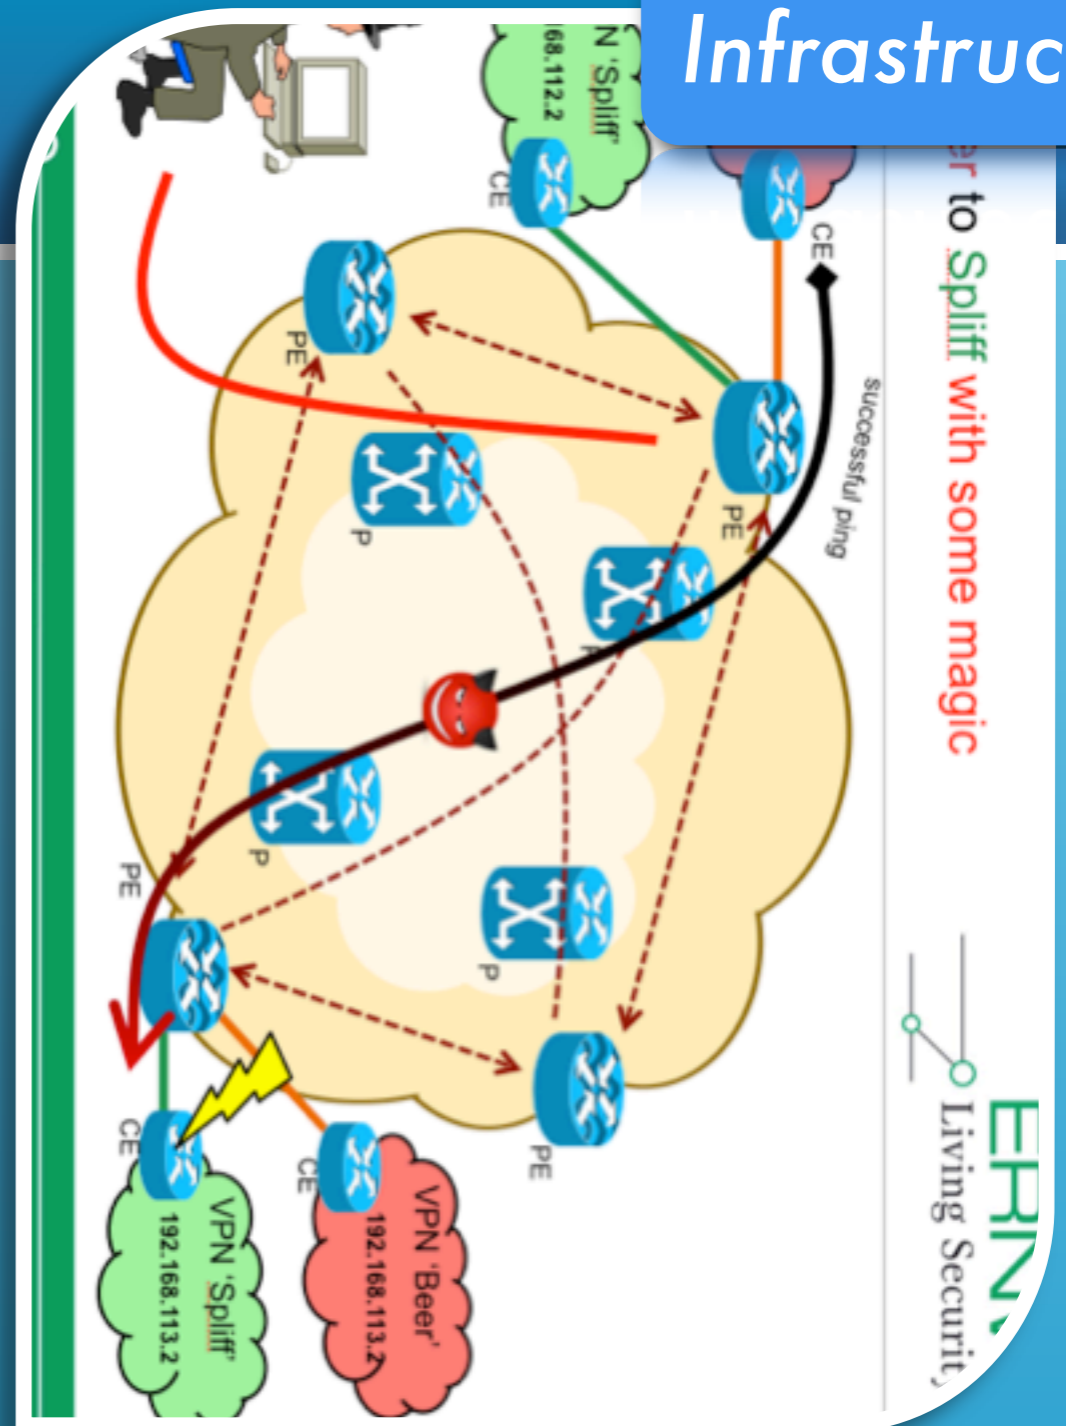 Infrastruc
er to Spliff with some magic
ERN
Living Securit
N 'Spliff'
68.112.2
CE
CE
successful ping
PE
PE
P
P
P
PE
P
PE
CE
CE
VPN 'Beer'
192.168.113.2
VPN 'Spliff'
192.168.113.2